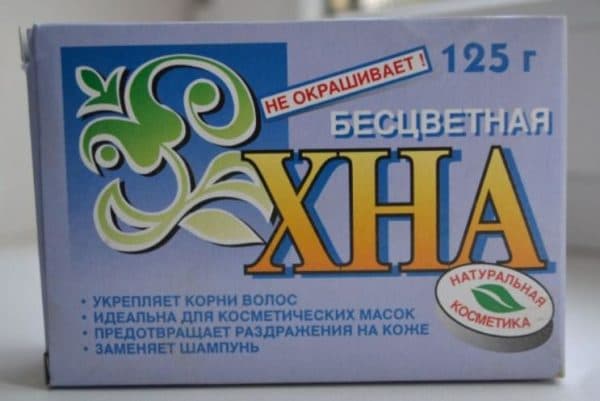 НЕ ОКРАШИВАЕТ!
125 г
БЕСЦВЕТНАЯ
ХНА
НАТУРАЛЬНАЯ
КОСМЕТИКА
• УКРЕПЛЯЕТ КОРНИ ВОЛОС
• ИДЕАЛЬНА ДЛЯ КОСМЕТИЧЕСКИХ МАСОК
• ПРЕДОТВРАЩАЕТ РАЗДРАЖЕНИЯ НА КОЖЕ
• ЗАМЕНЯЕТ ШАМПУНЬ